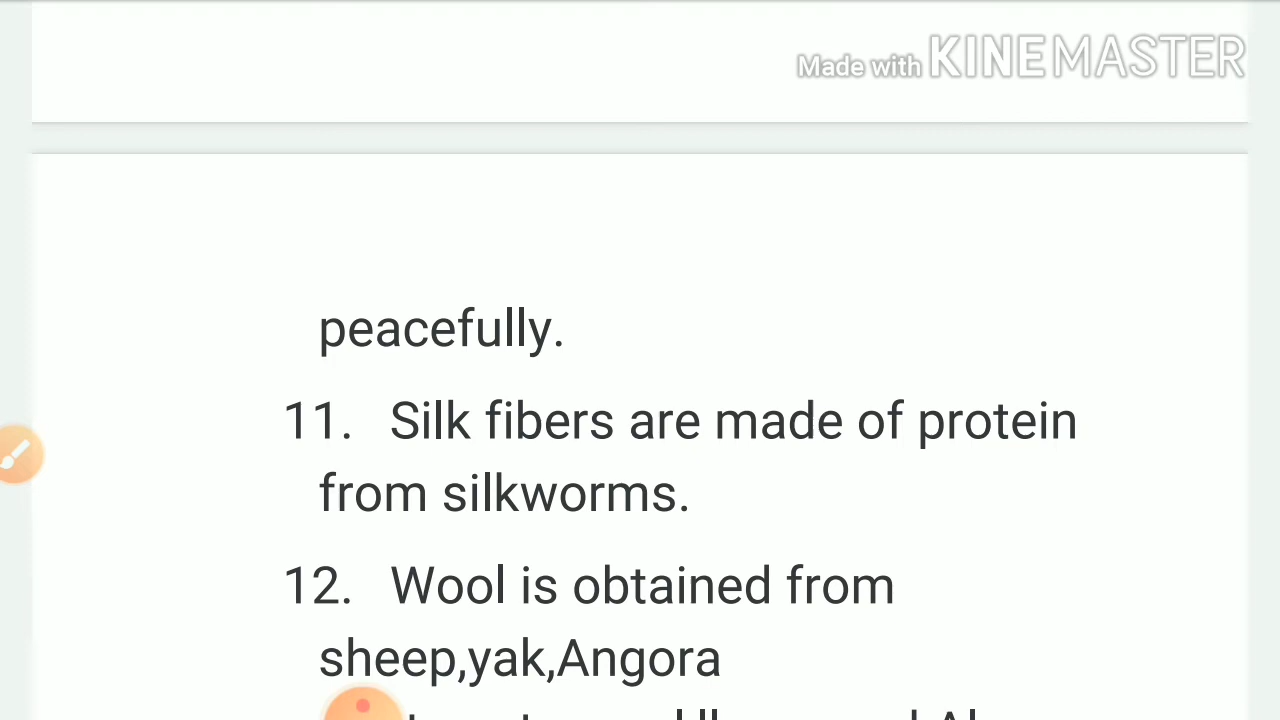 Made with KINEMASTER
peacefully.
11. Silk fibers are made of protein
from silkworms.
12. Wool is obtained from
sheep,yak,Angora